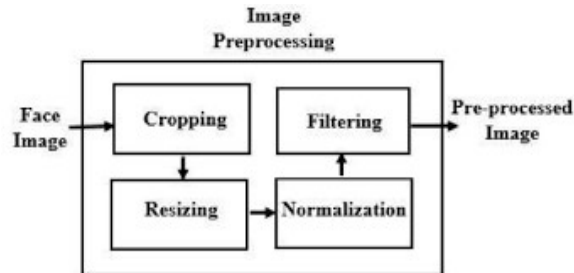 Image
Preprocessing
Face
Image
Cropping
Resizing
Normalization
Filtering
Pre-processed
Image